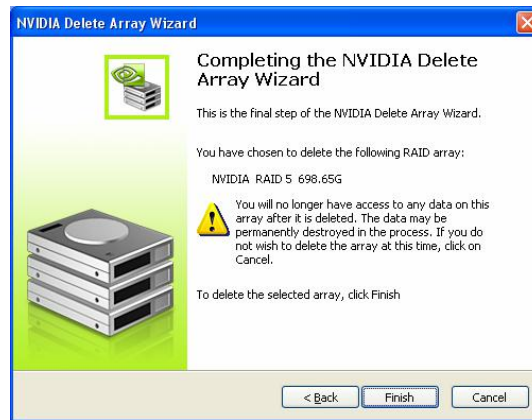 NVIDIA Delete Array Wizard
Completing the NVIDIA Delete
Array Wizard
This is the final step of the NVIDIA Delete Array Wizard.
You have chosen to delete the following RAID array:
NVIDIA RAID 5 698.65G
You will no longer have access to any data on this
array after it is deleted. The data may be
permanently destroyed in the process. If you do
not wish to delete the array at this time, click on
Cancel.
To delete the selected array, click Finish
< Back
Finish
Cancel